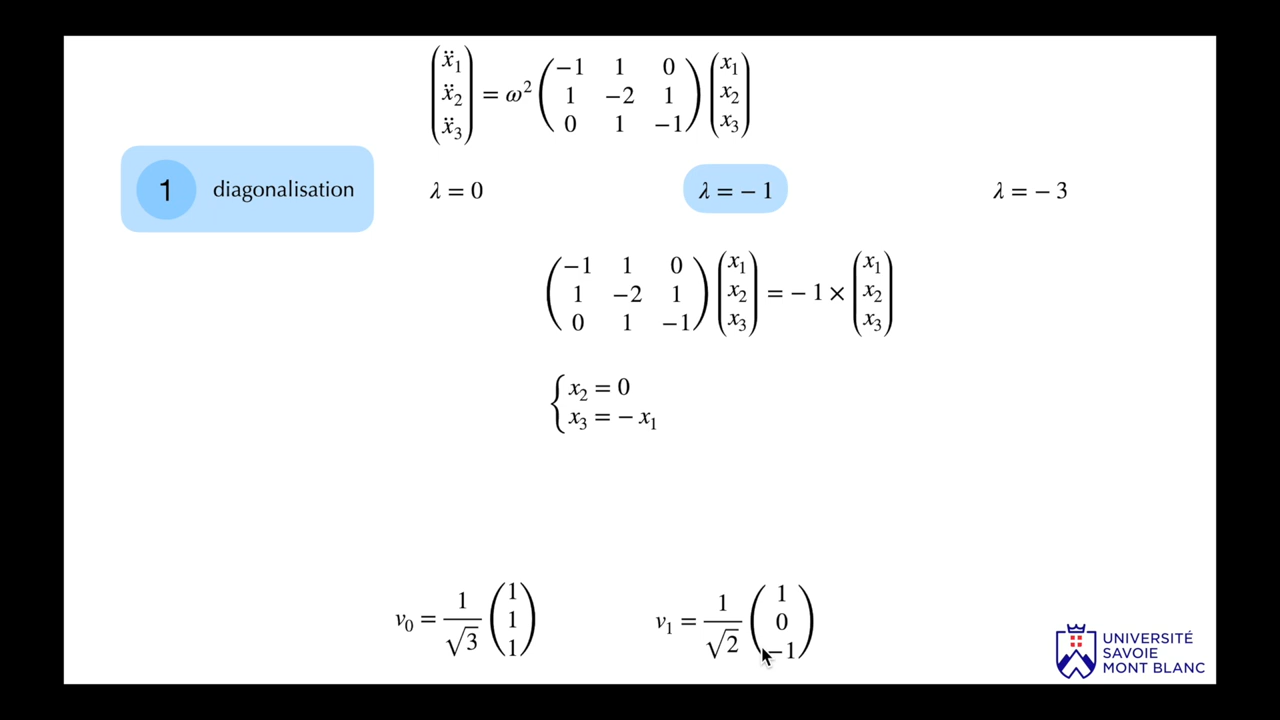 (ẍ₁ ẍ₂ ẍ₃) = ω² (−1 1 0 / 1 −2 1 / 0 1 −1) (x₁ x₂ x₃)
1 diagonalisation λ = 0 λ = − 1 λ = − 3
(−1 1 0 / 1 −2 1 / 0 1 −1) (x₁ x₂ x₃) = − 1 × (x₁ x₂ x₃)
{ x₂ = 0
x₃ = − x₁
v₀ = 1/√3 (1 1 1) v₁ = 1/√2 (1 0 −1)
UNIVERSITÉ
SAVOIE
MONT BLANC